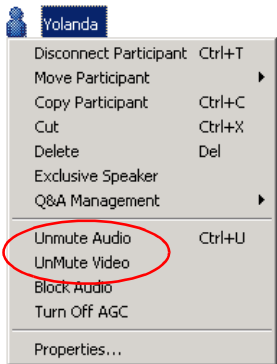 Yolanda
Disconnect Participant Ctrl+T
Move Participant
Copy Participant Ctrl+C
Cut Ctrl+X
Delete Del
Exclusive Speaker
Q&A Management
Unmute Audio Ctrl+U
UnMute Video
Block Audio
Turn Off AGC
Properties...